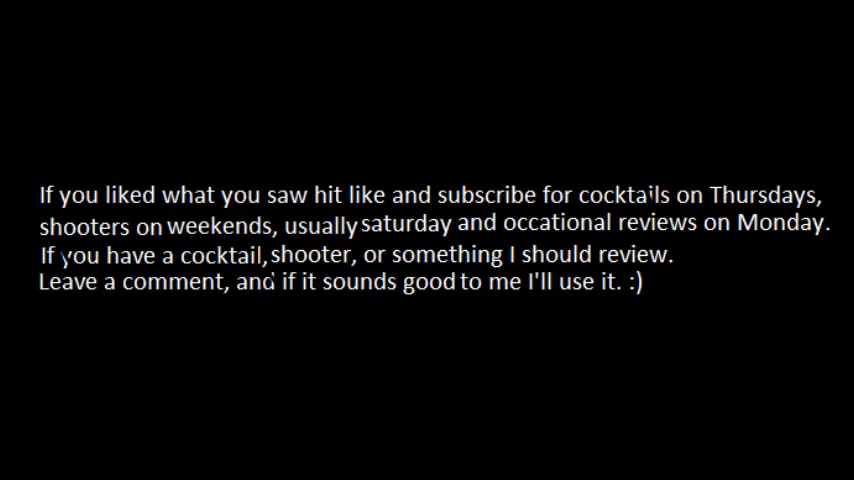 If you liked what you saw hit like and subscribe for cocktails on Thursdays,
shooters on weekends, usually saturday and occational reviews on Monday.
If you have a cocktail, shooter, or something I should review.
Leave a comment, and if it sounds good to me I'll use it. :)